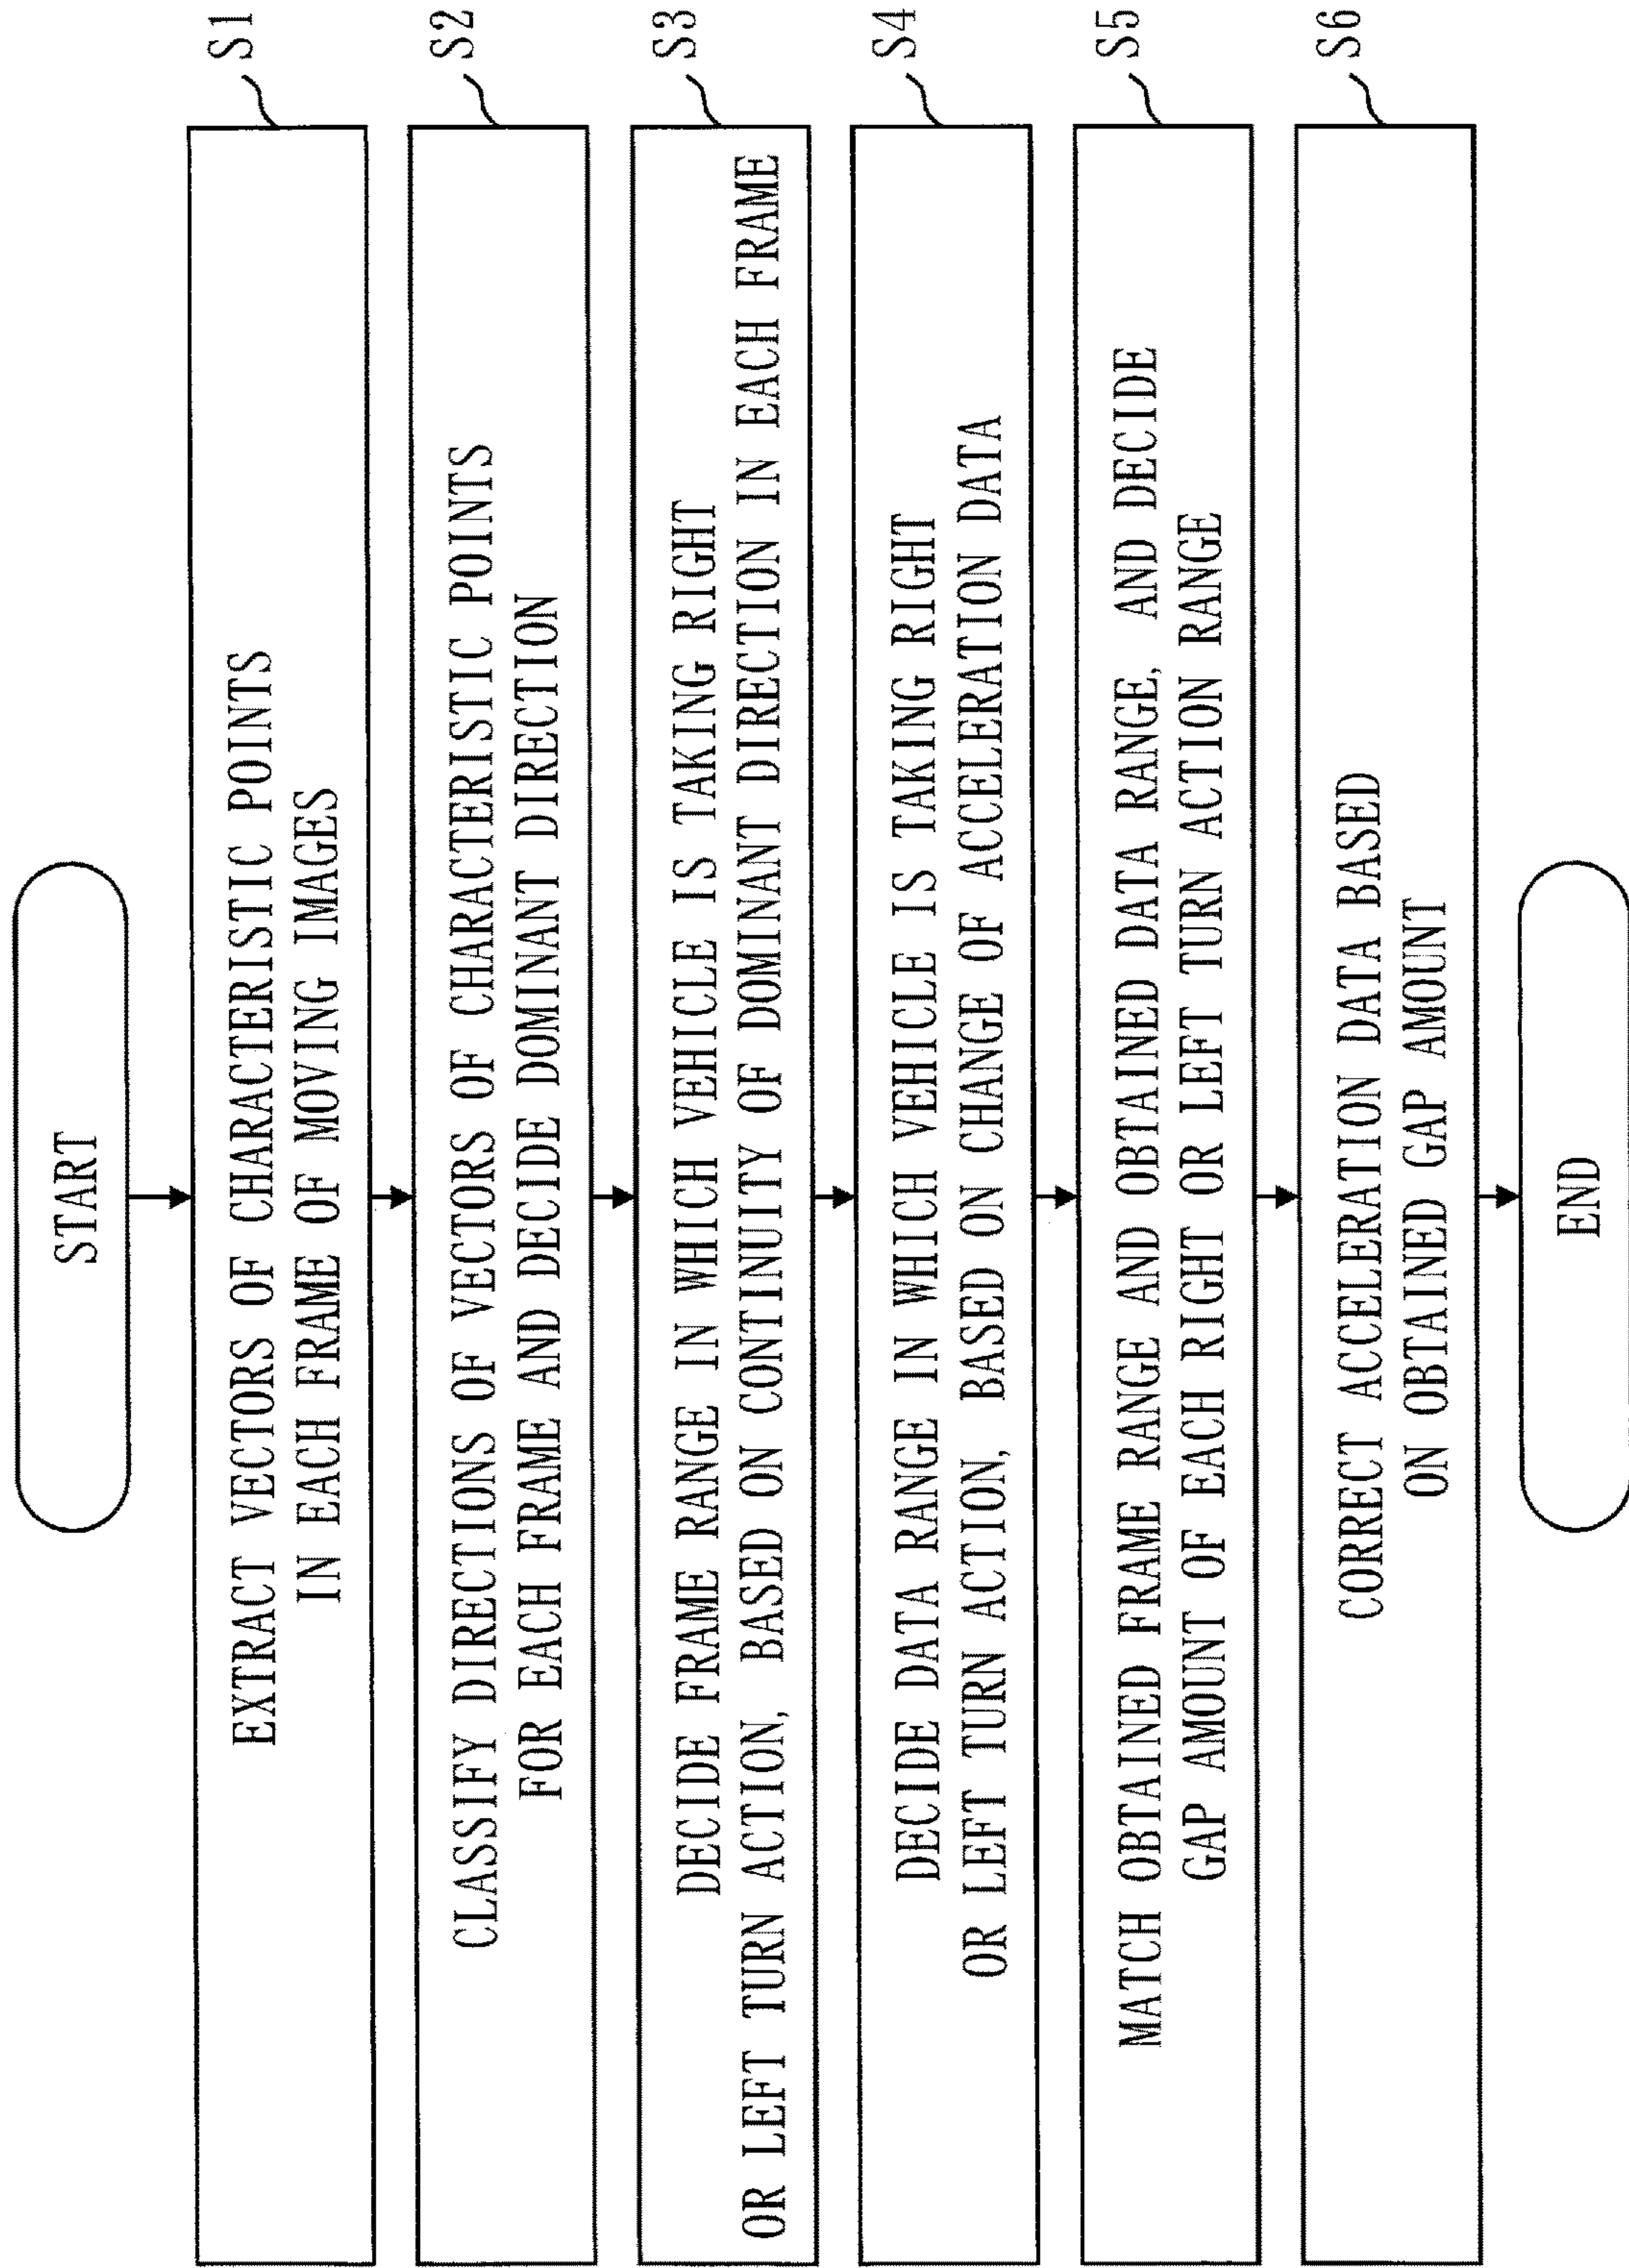 START
S1
EXTRACT VECTORS OF CHARACTERISTIC POINTS
IN EACH FRAME OF MOVING IMAGES
S2
CLASSIFY DIRECTIONS OF VECTORS OF CHARACTERISTIC POINTS
FOR EACH FRAME AND DECIDE DOMINANT DIRECTION
S3
DECIDE FRAME RANGE IN WHICH VEHICLE IS TAKING RIGHT
OR LEFT TURN ACTION, BASED ON CONTINUITY OF DOMINANT DIRECTION IN EACH FRAME
S4
DECIDE DATA RANGE IN WHICH VEHICLE IS TAKING RIGHT
OR LEFT TURN ACTION, BASED ON CHANGE OF ACCELERATION DATA
S5
MATCH OBTAINED FRAME RANGE AND OBTAINED DATA RANGE, AND DECIDE
GAP AMOUNT OF EACH RIGHT OR LEFT TURN ACTION RANGE
S6
CORRECT ACCELERATION DATA BASED
ON OBTAINED GAP AMOUNT
END